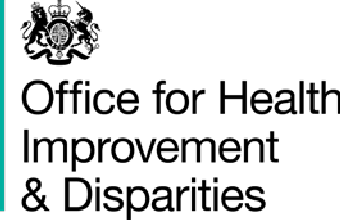 Office for Health
Improvement
& Disparities